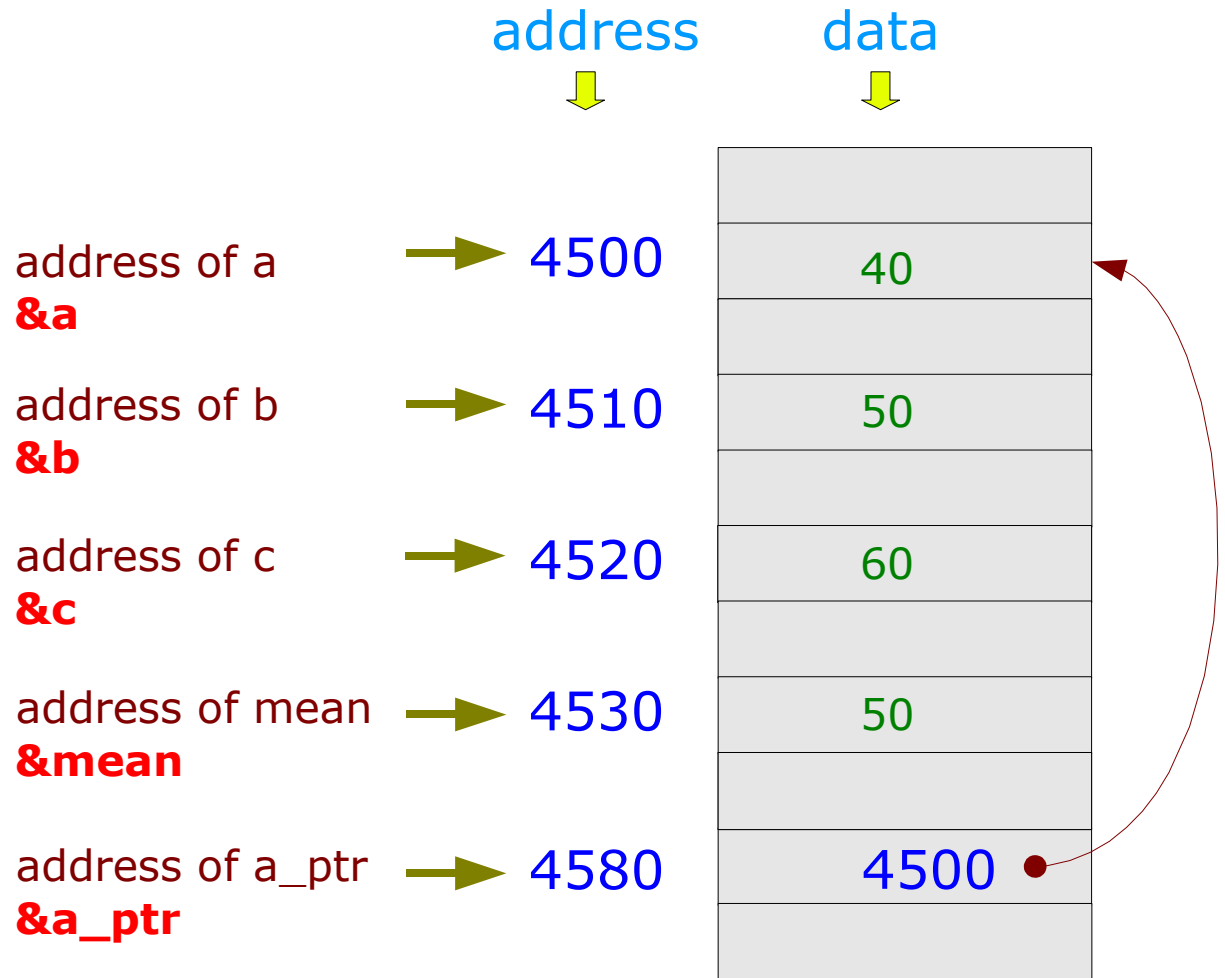 address data
address of a 4500 40
&a
address of b 4510 50
&b
address of c 4520 60
&c
address of mean 4530 50
&mean
address of a_ptr 4580 4500
&a_ptr